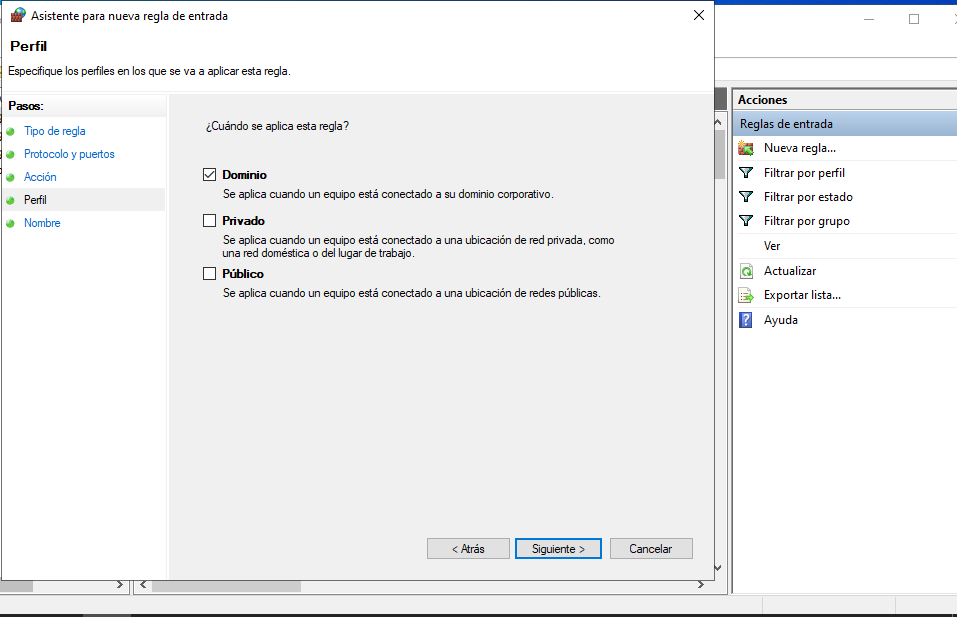 Asistente para nueva regla de entrada
Perfil
Especifique los perfiles en los que se va a aplicar esta regla.
Pasos:
Tipo de regla
Protocolo y puertos
Acción
Perfil
Nombre
¿Cuándo se aplica esta regla?
Dominio
Se aplica cuando un equipo está conectado a su dominio corporativo.
Privado
Se aplica cuando un equipo está conectado a una ubicación de red privada, como
una red doméstica o del lugar de trabajo.
Público
Se aplica cuando un equipo está conectado a una ubicación de redes públicas.
< Atrás
Siguiente >
Cancelar
Acciones
Reglas de entrada
Nueva regla...
Filtrar por perfil
Filtrar por estado
Filtrar por grupo
Ver
Actualizar
Exportar lista...
Ayuda